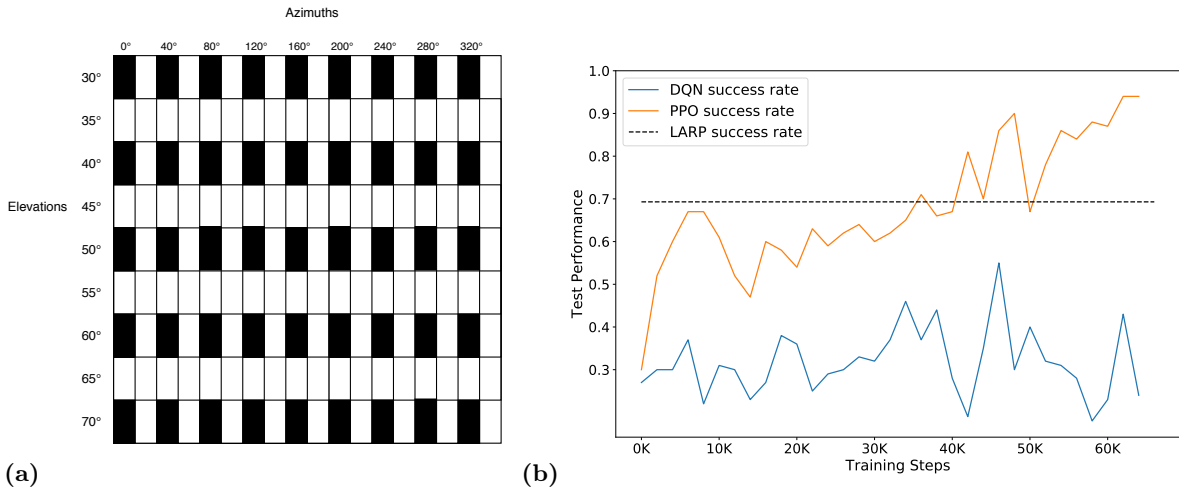 Azimuths
0° 40° 80° 120° 160° 200° 240° 280° 320°
30°
35°
40°
45°
Elevations
50°
55°
60°
65°
70°
(a)
1.0
0.9
0.8
0.7
0.6
0.5
0.4
0.3
Test Performance
DQN success rate
PPO success rate
LARP success rate
0K 10K 20K 30K 40K 50K 60K
Training Steps
(b)